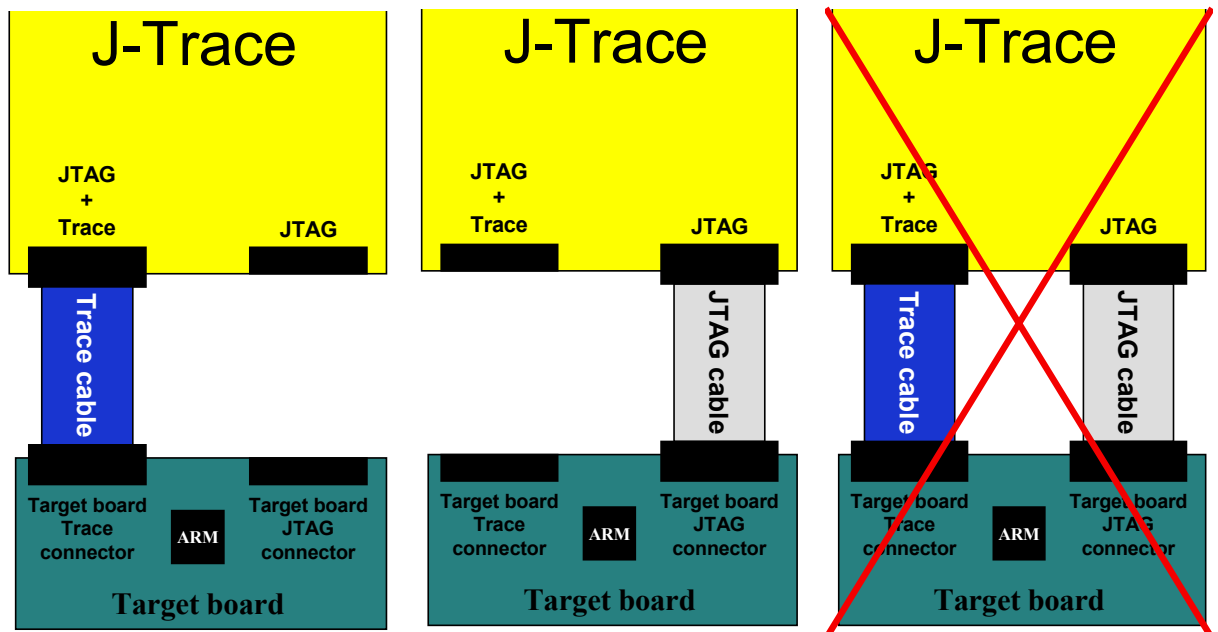 J-Trace
JTAG
+
Trace
JTAG
Trace cable
Target board
Trace
connector
ARM
Target board
JTAG
connector
Target board
J-Trace
JTAG
+
Trace
JTAG
JTAG cable
Target board
Trace
connector
ARM
Target board
JTAG
connector
Target board
J-Trace
JTAG
+
Trace
JTAG
Trace cable
JTAG cable
Target board
Trace
connector
ARM
Target board
JTAG
connector
Target board